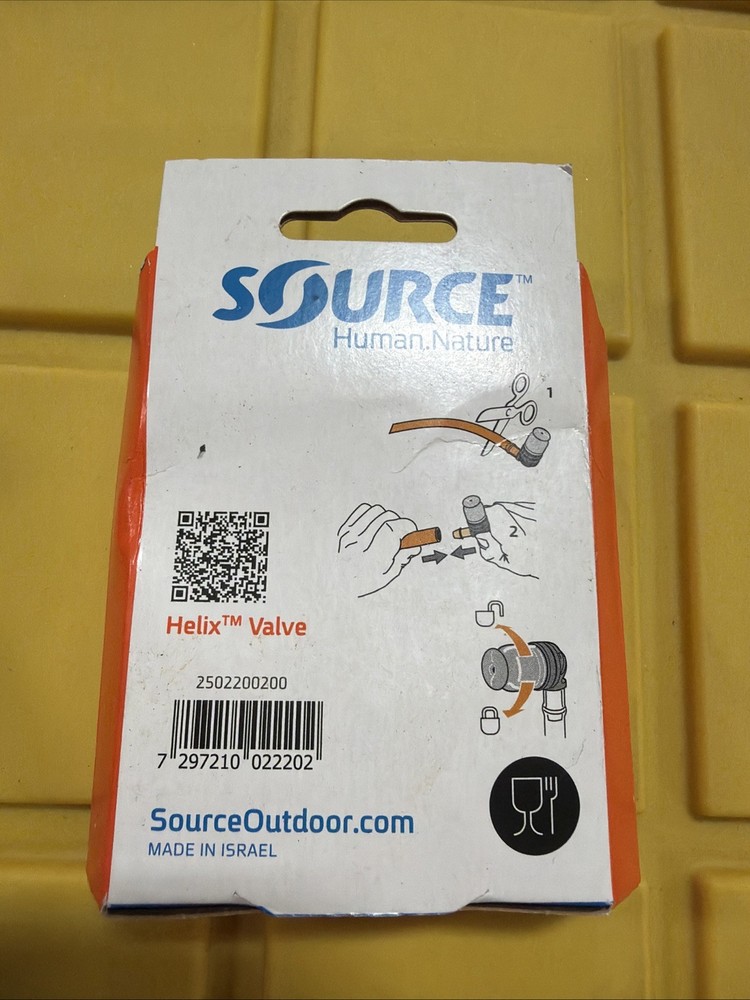 SOURCE™
Human.Nature
1
2
Helix™ Valve
2502200200
7 297210 022202
SourceOutdoor.com
MADE IN ISRAEL